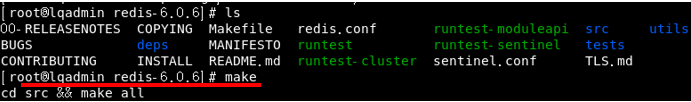 [root@lqadmin redis-6.0.6]# ls
00-RELEASENOTES COPYING Makefile redis.conf runtest-moduleapi src utils
BUGS deps MANIFESTO runtest runtest-sentinel tests
CONTRIBUTING INSTALL README.md runtest-cluster sentinel.conf TLS.md
[root@lqadmin redis-6.0.6]# make
cd src && make all